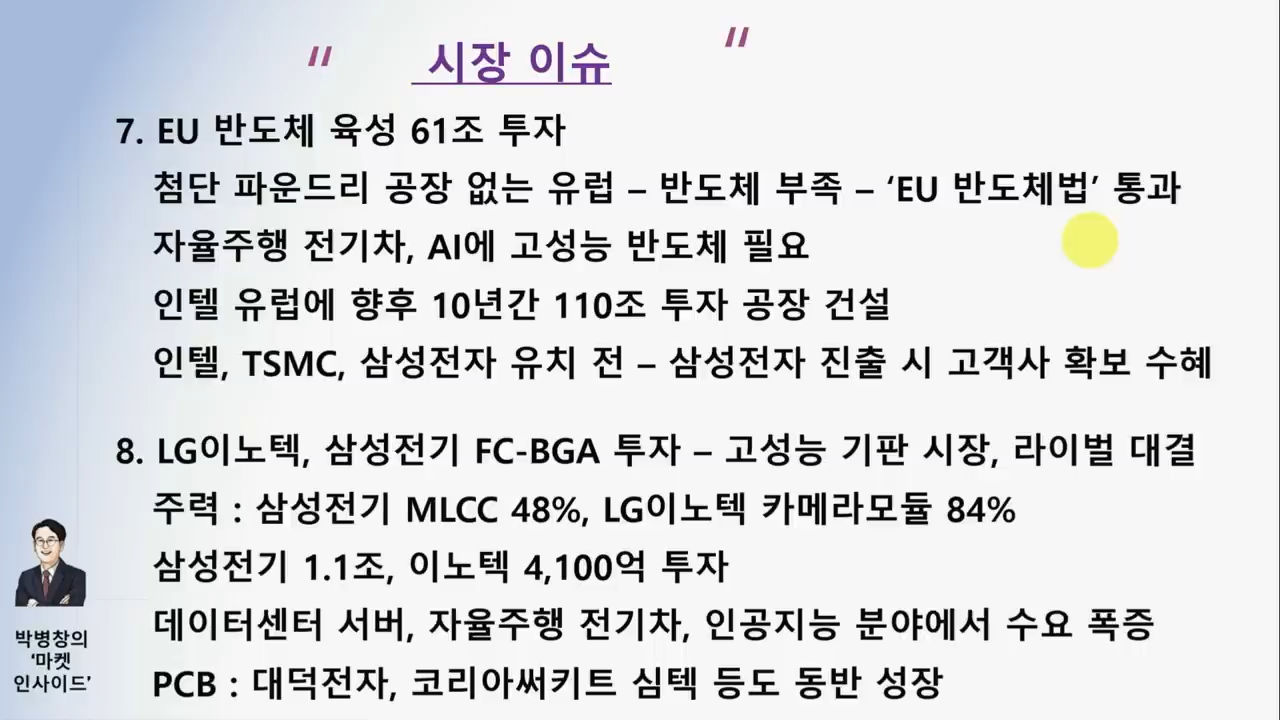 " 시장 이슈 "
7. EU 반도체 육성 61조 투자
첨단 파운드리 공장 없는 유럽 – 반도체 부족 – ‘EU 반도체법’ 통과
자율주행 전기차, AI에 고성능 반도체 필요
인텔 유럽에 향후 10년간 110조 투자 공장 건설
인텔, TSMC, 삼성전자 유치 전 – 삼성전자 진출 시 고객사 확보 수혜
8. LG이노텍, 삼성전기 FC-BGA 투자 – 고성능 기판 시장, 라이벌 대결
주력 : 삼성전기 MLCC 48%, LG이노텍 카메라모듈 84%
삼성전기 1.1조, 이노텍 4,100억 투자
데이터센터 서버, 자율주행 전기차, 인공지능 분야에서 수요 폭증
PCB : 대덕전자, 코리아써키트 심텍 등도 동반 성장
박병창의
‘마켓
인사이드’